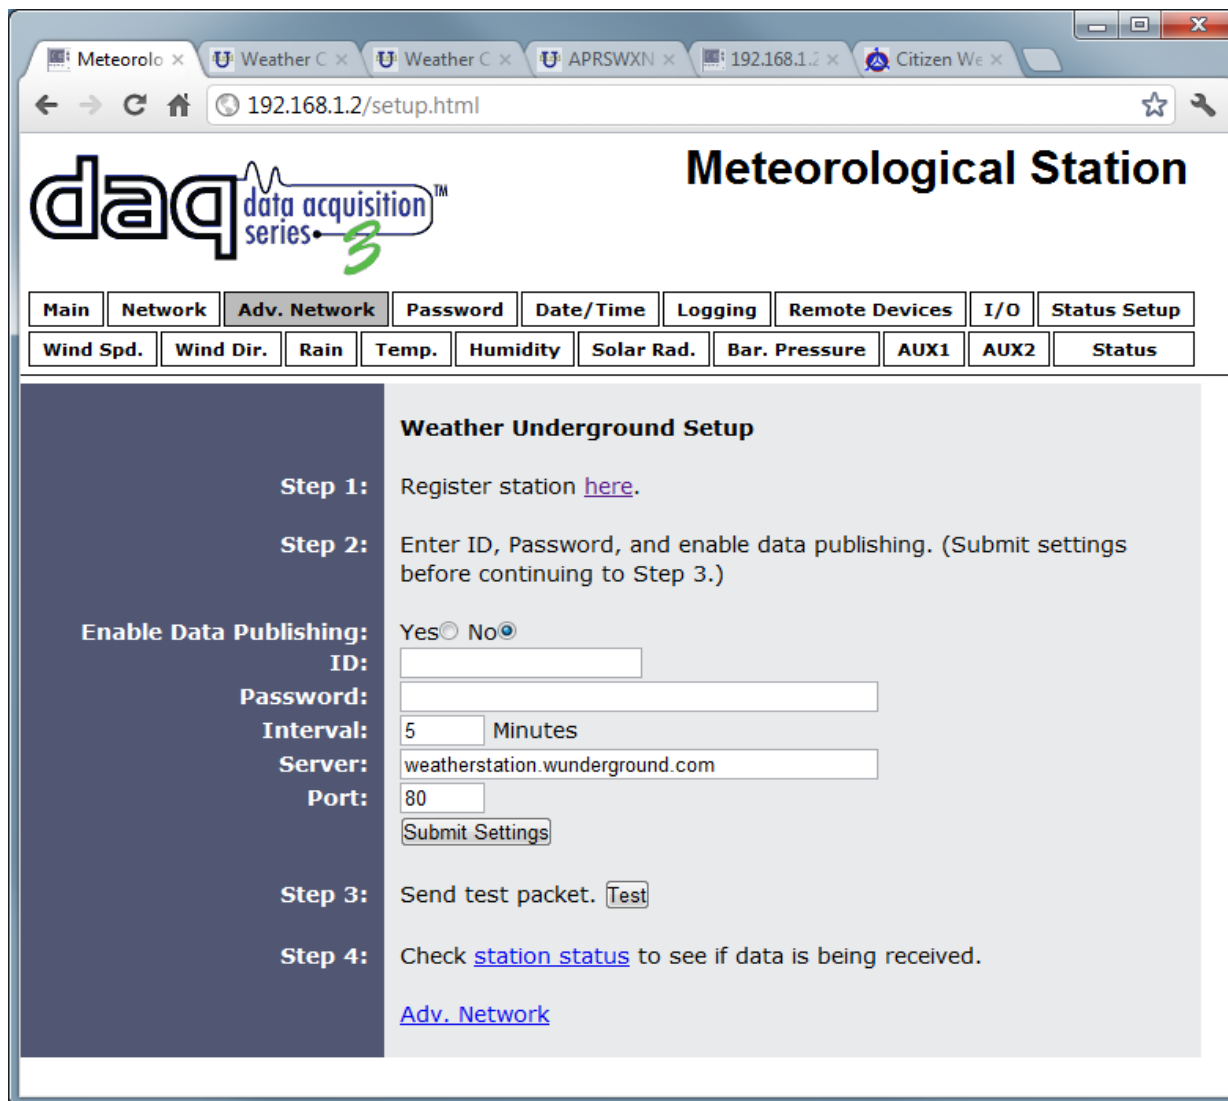 Meteorolo
Weather C
Weather C
APRSWXN
192.168.1.2
Citizen We
192.168.1.2/setup.html
daq data acquisition series 3 TM
Meteorological Station
Main Network Adv. Network Password Date/Time Logging Remote Devices I/O Status Setup
Wind Spd. Wind Dir. Rain Temp. Humidity Solar Rad. Bar. Pressure AUX1 AUX2 Status
Weather Underground Setup
Step 1: Register station here.
Step 2: Enter ID, Password, and enable data publishing. (Submit settings
before continuing to Step 3.)
Enable Data Publishing: Yes No
ID:
Password:
Interval: 5 Minutes
Server: weatherstation.wunderground.com
Port: 80
Submit Settings
Step 3: Send test packet. Test
Step 4: Check station status to see if data is being received.
Adv. Network